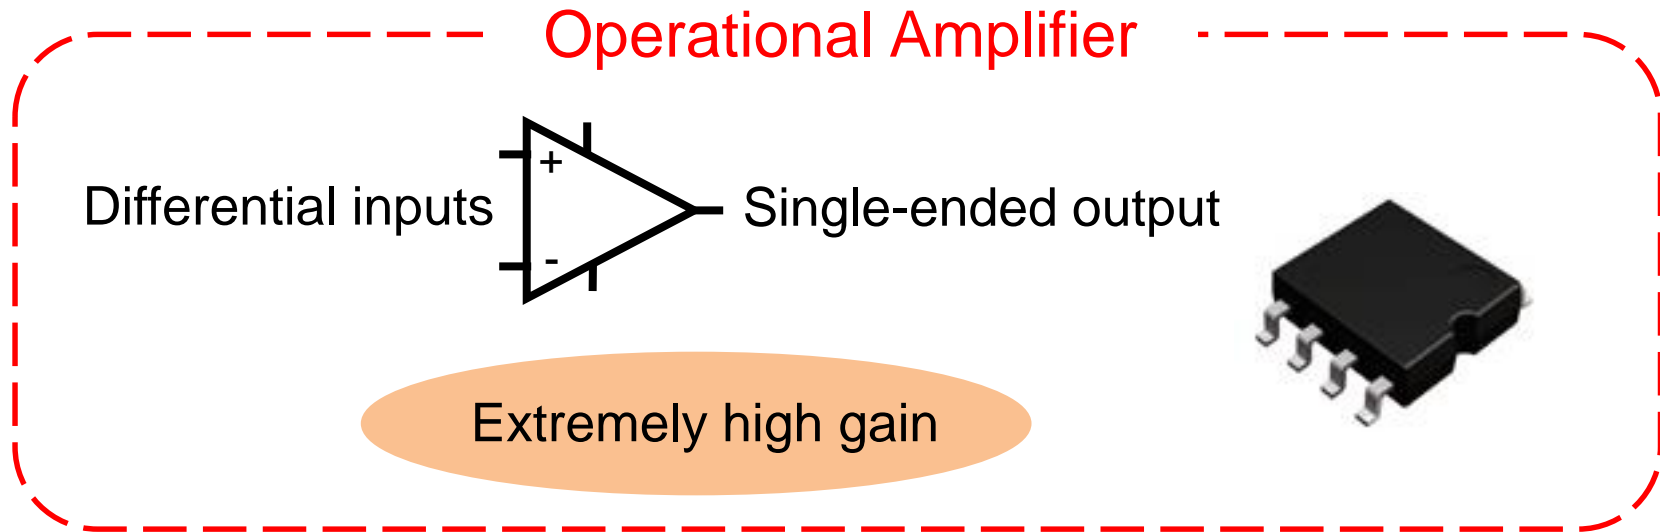 Operational Amplifier
+
Differential inputs
Single-ended output
-
Extremely high gain